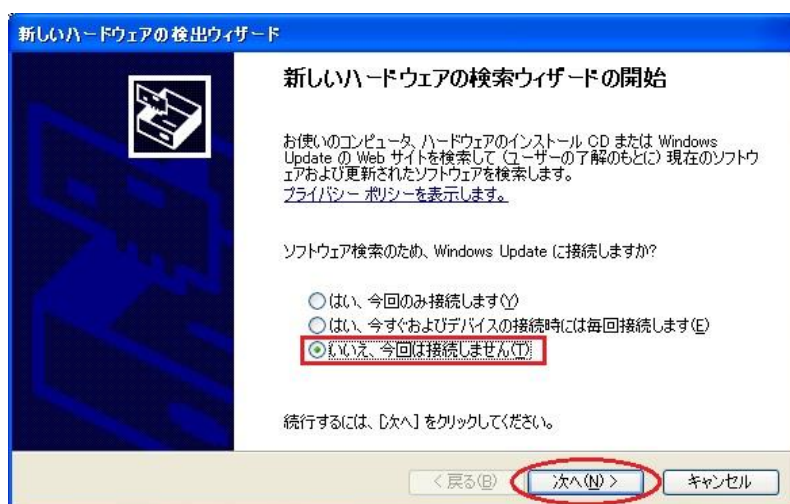 新しいハードウェアの検出ウィザード
新しいハードウェアの検索ウィザードの開始
お使いのコンピュータ、ハードウェアのインストール CD または Windows
Update の Web サイトを検索して (ユーザーの了解のもとに) 現在のソフトウ
ェアおよび更新されたソフトウェアを検索します。
プライバシー ポリシーを表示します。
ソフトウェア検索のため、Windows Update に接続しますか?
はい、今回のみ接続します(Y)
はい、今すぐおよびデバイスの接続時には毎回接続します(E)
いいえ、今回は接続しません(T)
続行するには、[次へ] をクリックしてください。
< 戻る(B) 次へ(N) > キャンセル